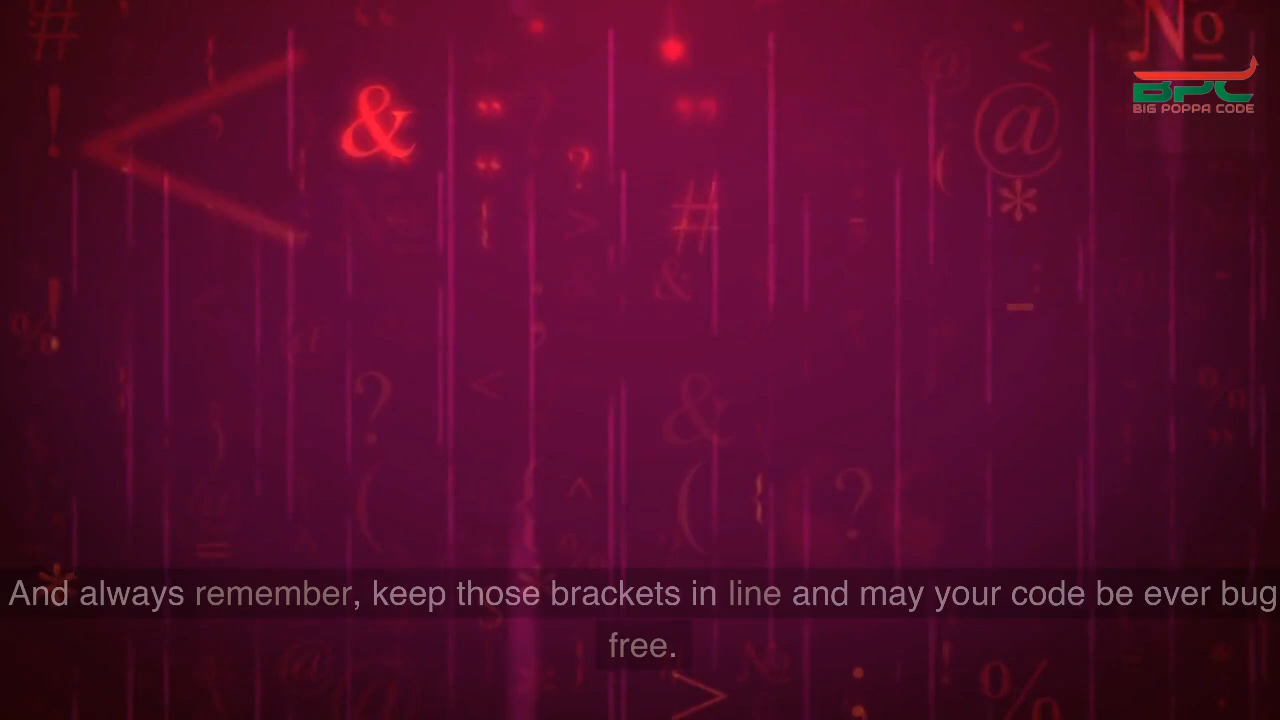 BPC
BIG POPPA CODE
And always remember, keep those brackets in line and may your code be ever bug
free.